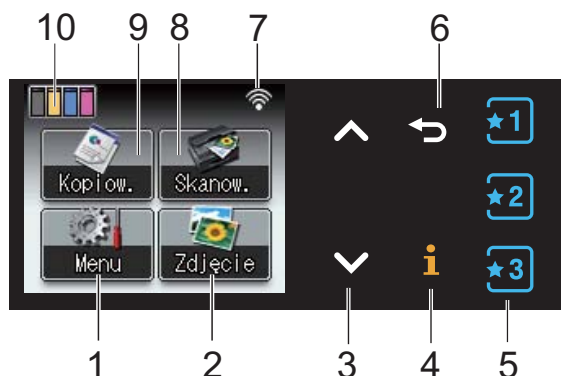 10 9 8 7 6
Kopiow. Skanow.
Menu Zdjęcie
i
★1
★2
★3
1 2 3 4 5